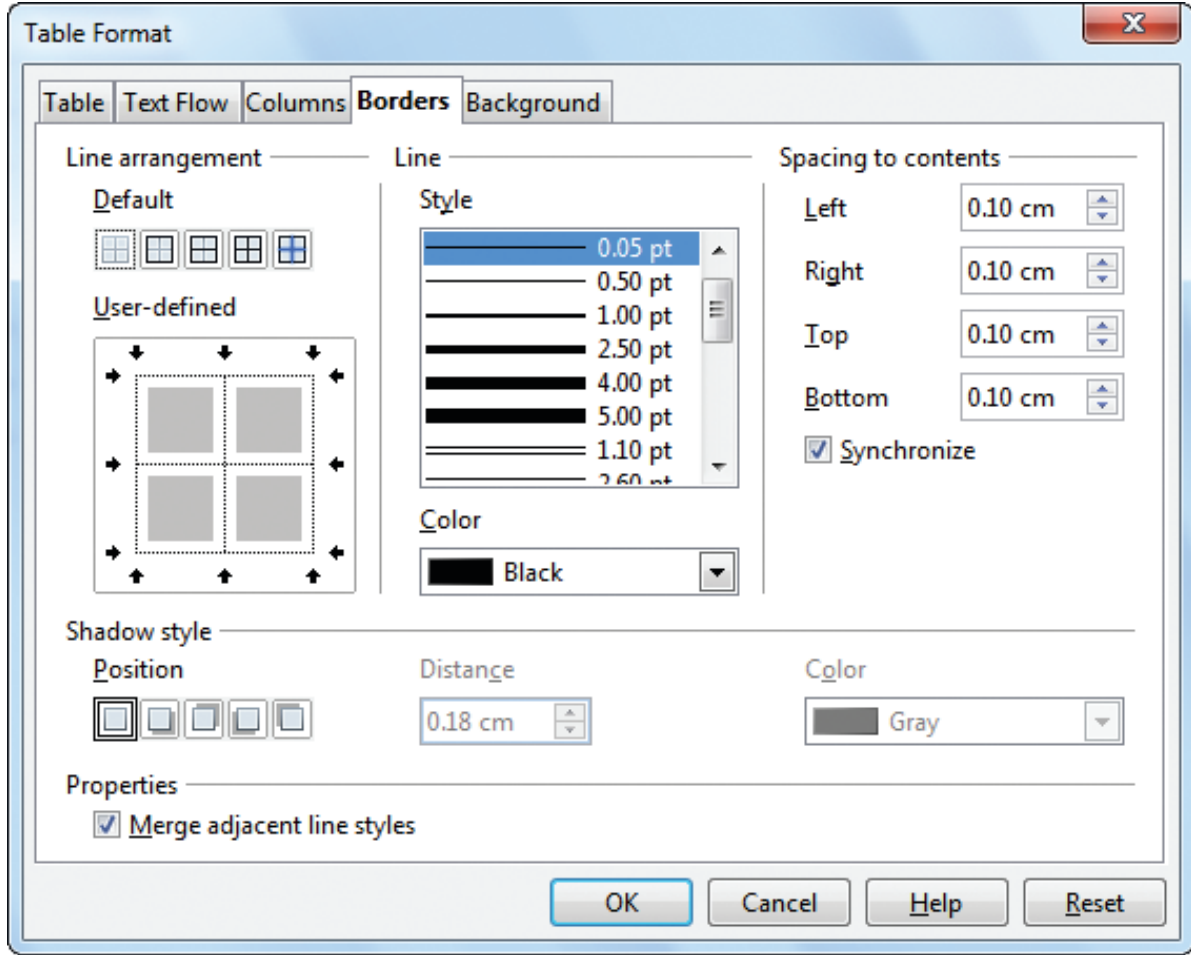 Table Format
Table Text Flow Columns Borders Background
Line arrangement
Default
User-defined
Line
Style
0.05 pt
0.50 pt
1.00 pt
2.50 pt
4.00 pt
5.00 pt
1.10 pt
2.60 pt
Color
Black
Spacing to contents
Left 0.10 cm
Right 0.10 cm
Top 0.10 cm
Bottom 0.10 cm
Synchronize
Shadow style
Position
Distance
0.18 cm
Color
Gray
Properties
Merge adjacent line styles
OK Cancel Help Reset